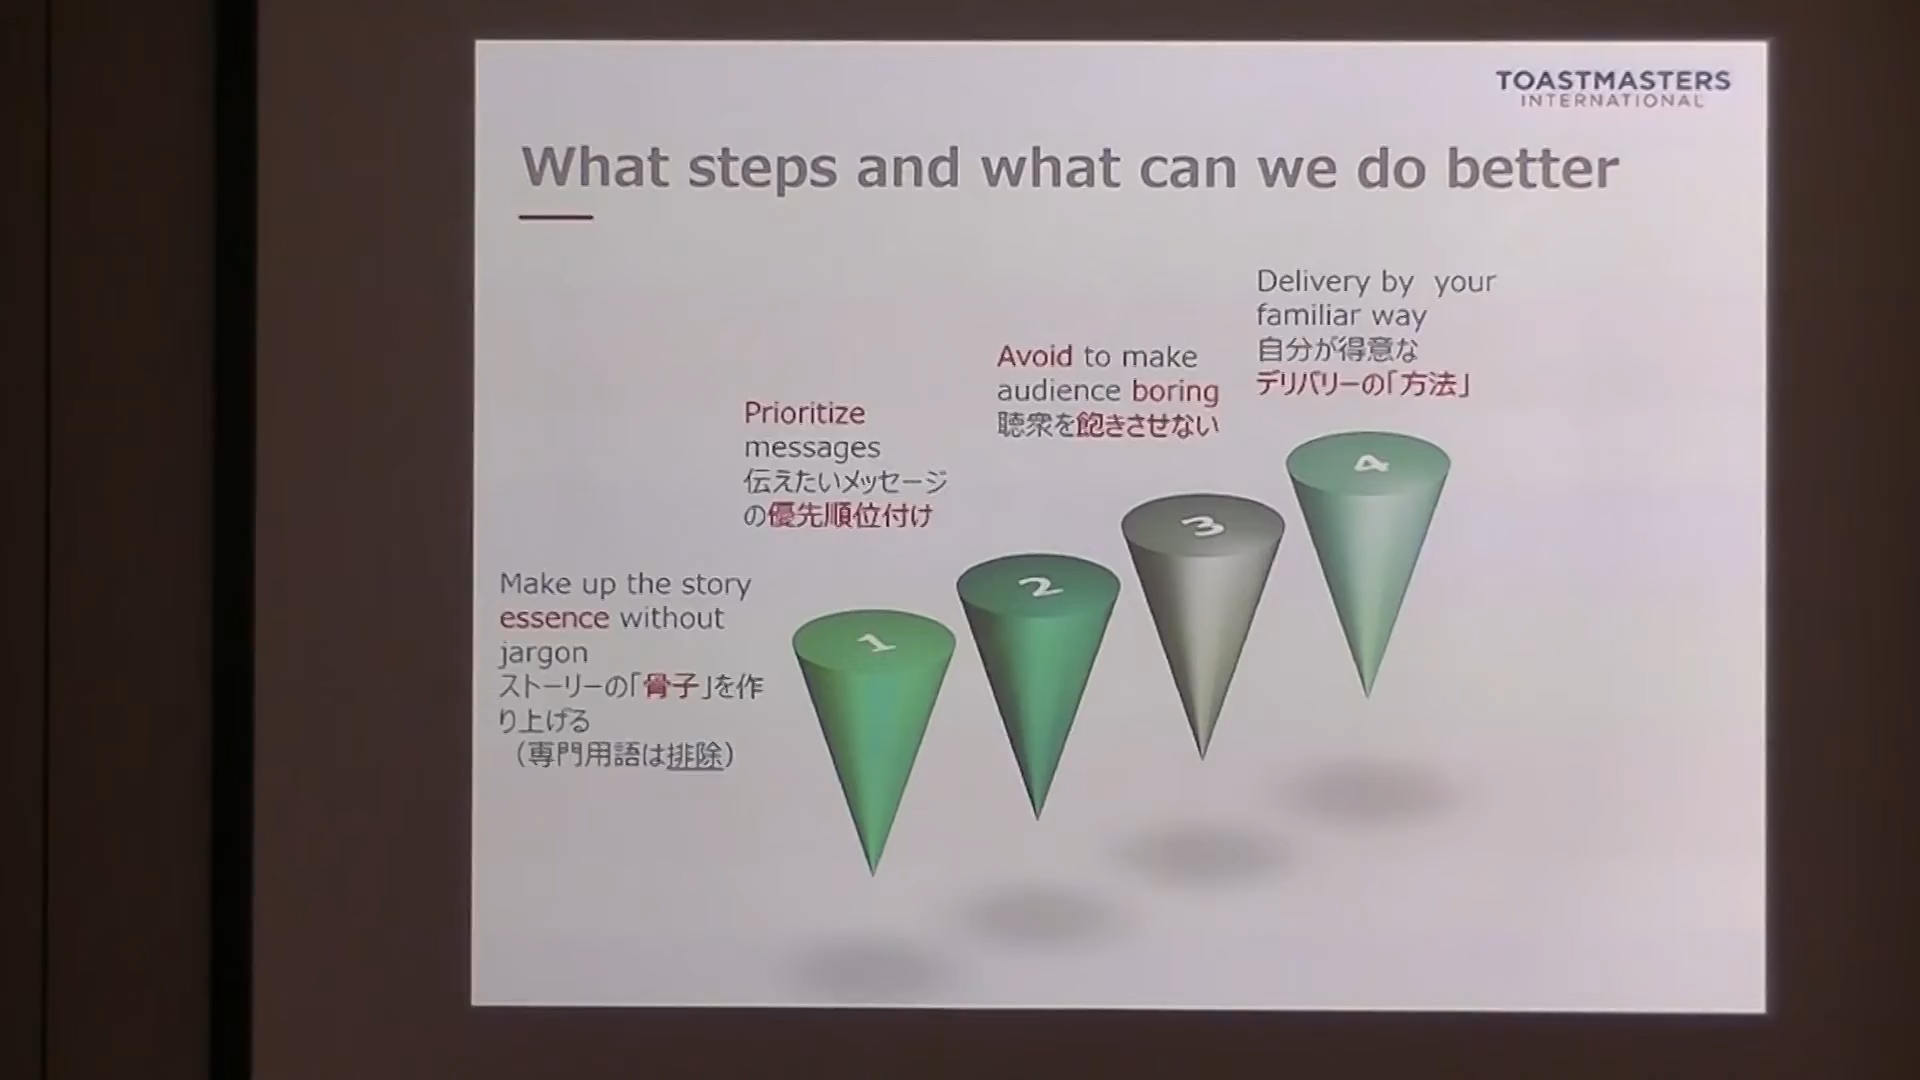 TOASTMASTERS
INTERNATIONAL
What steps and what can we do better
Make up the story
essence without
jargon
ストーリーの「骨子」を作
り上げる
（専門用語は排除）
Prioritize
messages
伝えたいメッセージ
の優先順位付け
Avoid to make
audience boring
聴衆を飽きさせない
Delivery by your
familiar way
自分が得意な
デリバリーの「方法」
1
2
3
4